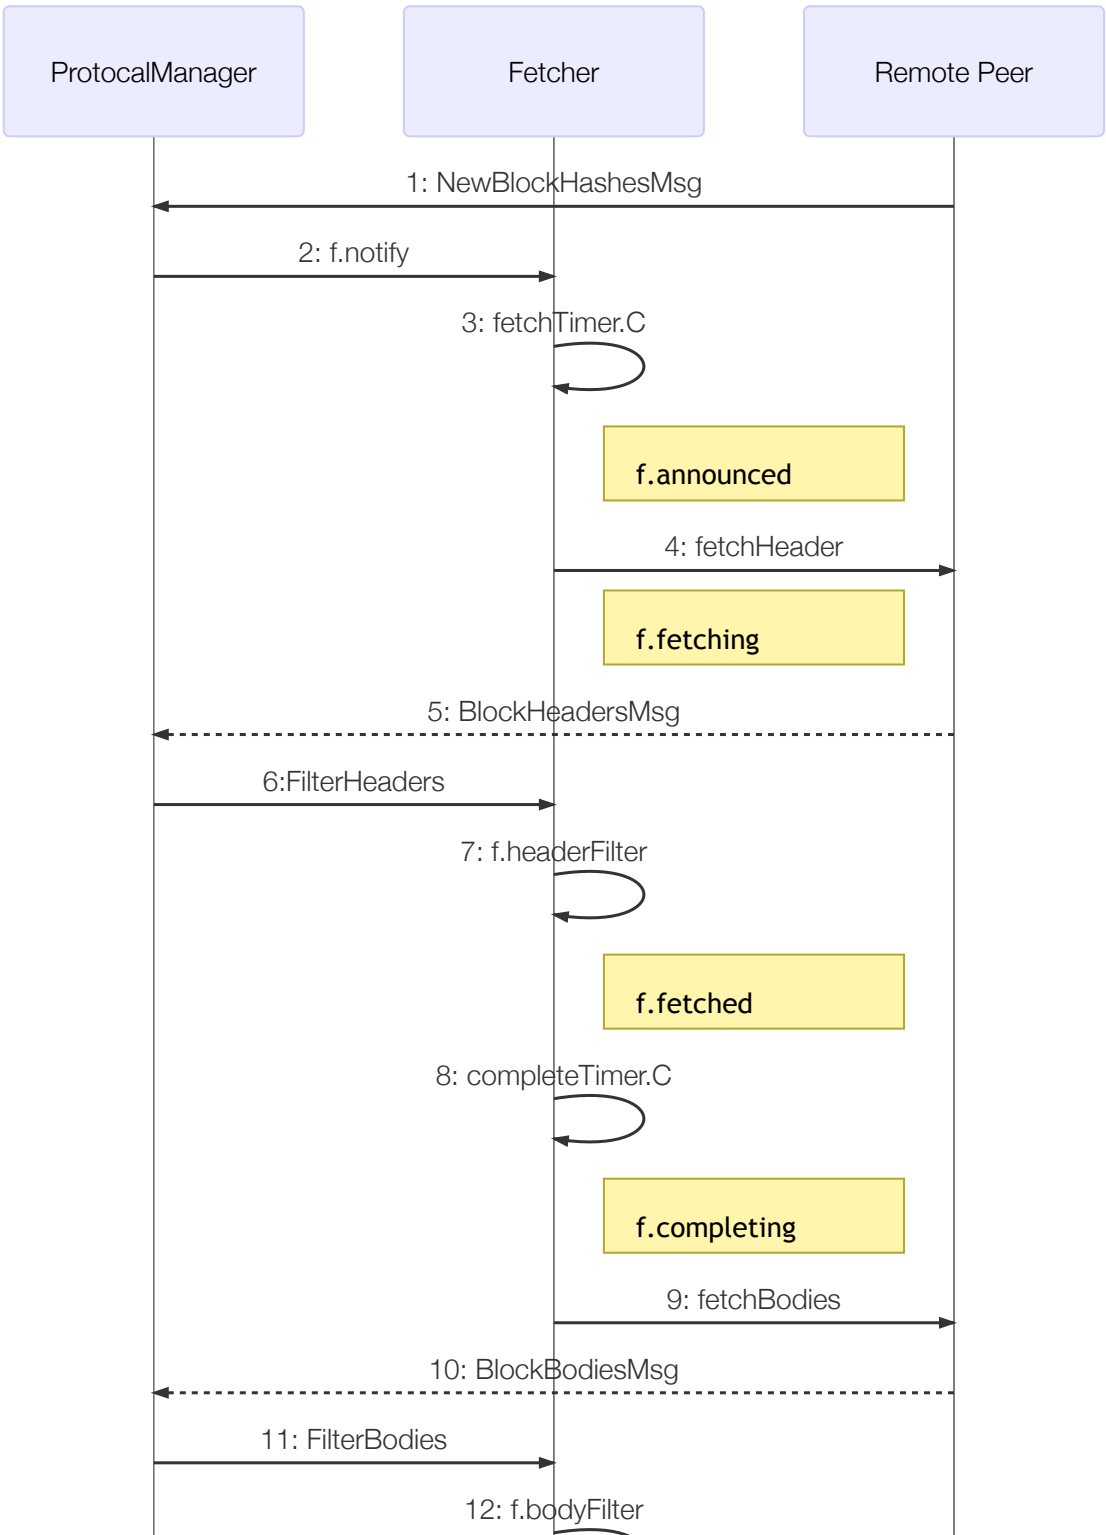 ProtocalManager
Fetcher
Remote Peer
1: NewBlockHashesMsg
2: f.notify
3: fetchTimer.C
f.announced
4: fetchHeader
f.fetching
5: BlockHeadersMsg
6:FilterHeaders
7: f.headerFilter
f.fetched
8: completeTimer.C
f.completing
9: fetchBodies
10: BlockBodiesMsg
11: FilterBodies
12: f.bodyFilter